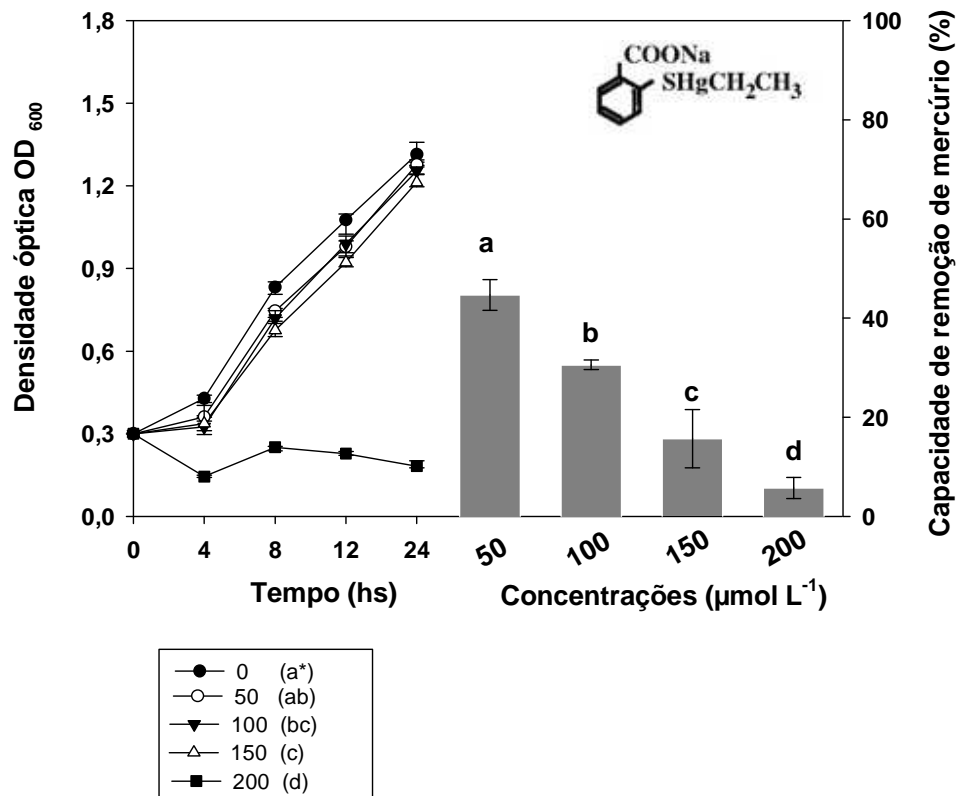 1,8
1,5
1,2
0,9
0,6
0,3
0,0
Densidade óptica OD 600
0
4
8
12
24
Tempo (hs)
COONa
SHgCH2CH3
a
b
c
d
50
100
150
200
Concentrações (µmol L-1)
100
80
60
40
20
0
Capacidade de remoção de mercúrio (%)
0 (a*)
50 (ab)
100 (bc)
150 (c)
200 (d)